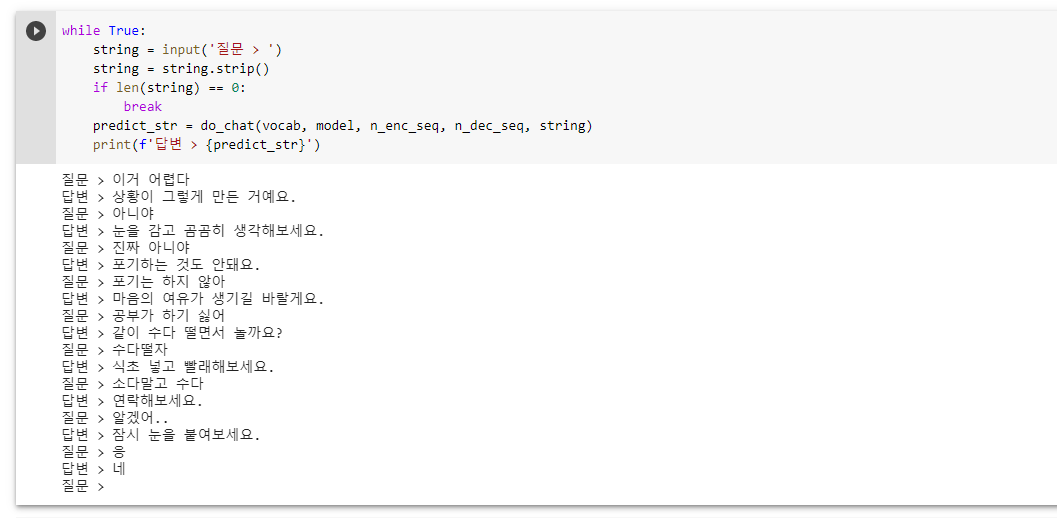 while True:
    string = input('질문 > ')
    string = string.strip()
    if len(string) == 0:
        break
    predict_str = do_chat(vocab, model, n_enc_seq, n_dec_seq, string)
    print(f'답변 > {predict_str}')
질문 > 이거 어렵다
답변 > 상황이 그렇게 만든 거예요.
질문 > 아니야
답변 > 눈을 감고 곰곰히 생각해보세요.
질문 > 진짜 아니야
답변 > 포기하는 것도 안돼요.
질문 > 포기는 하지 않아
답변 > 마음의 여유가 생기길 바랄게요.
질문 > 공부가 하기 싫어
답변 > 같이 수다 떨면서 놀까요?
질문 > 수다떨자
답변 > 식초 넣고 빨래해보세요.
질문 > 소다말고 수다
답변 > 연락해보세요.
질문 > 알겠어..
답변 > 잠시 눈을 붙여보세요.
질문 > 응
답변 > 네
질문 >